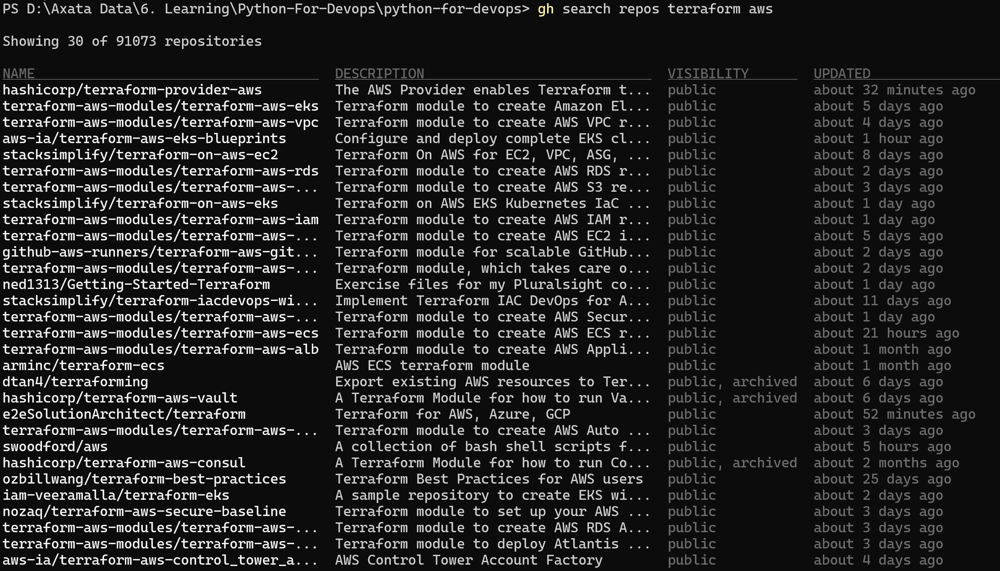 PS D:\Axata Data\6. Learning\Python-For-Devops\python-for-devops> gh search repos terraform aws
Showing 30 of 91073 repositories
NAME DESCRIPTION VISIBILITY UPDATED
hashicorp/terraform-provider-aws The AWS Provider enables Terraform t... public about 32 minutes ago
terraform-aws-modules/terraform-aws-eks Terraform module to create Amazon El... public about 5 days ago
terraform-aws-modules/terraform-aws-vpc Terraform module to create AWS VPC r... public about 4 days ago
aws-ia/terraform-aws-eks-blueprints Configure and deploy complete EKS cl... public about 1 hour ago
stacksimplify/terraform-on-aws-ec2 Terraform On AWS for EC2, VPC, ASG, ... public about 8 days ago
terraform-aws-modules/terraform-aws-rds Terraform module to create AWS RDS r... public about 2 days ago
terraform-aws-modules/terraform-aws-... Terraform module to create AWS S3 re... public about 3 days ago
stacksimplify/terraform-on-aws-eks Terraform on AWS EKS Kubernetes IaC ... public about 1 day ago
terraform-aws-modules/terraform-aws-iam Terraform module to create AWS IAM r... public about 1 day ago
terraform-aws-modules/terraform-aws-... Terraform module to create AWS EC2 i... public about 5 days ago
github-aws-runners/terraform-aws-git... Terraform module for scalable GitHub... public about 2 days ago
terraform-aws-modules/terraform-aws-... Terraform module, which takes care o... public about 2 days ago
ned1313/Getting-Started-Terraform Exercise files for my Pluralsight co... public about 1 day ago
stacksimplify/terraform-iacdevops-wi... Implement Terraform IAC DevOps for A... public about 11 days ago
terraform-aws-modules/terraform-aws-... Terraform module to create AWS Secur... public about 1 day ago
terraform-aws-modules/terraform-aws-ecs Terraform module to create AWS ECS r... public about 21 hours ago
terraform-aws-modules/terraform-aws-alb Terraform module to create AWS Appli... public about 1 month ago
arminc/terraform-ecs AWS ECS terraform module public about 1 month ago
dtan4/terraforming Export existing AWS resources to Ter... public, archived about 6 days ago
hashicorp/terraform-aws-vault A Terraform Module for how to run Va... public, archived about 6 days ago
e2eSolutionArchitect/terraform Terraform for AWS, Azure, GCP public about 52 minutes ago
terraform-aws-modules/terraform-aws-... Terraform module to create AWS Auto ... public about 3 days ago
swoodford/aws A collection of bash shell scripts f... public about 5 hours ago
hashicorp/terraform-aws-consul A Terraform Module for how to run Co... public, archived about 2 months ago
ozbillwang/terraform-best-practices Terraform Best Practices for AWS users public about 25 days ago
iam-veeramalla/terraform-eks A sample repository to create EKS wi... public about 2 days ago
nozaq/terraform-aws-secure-baseline Terraform module to set up your AWS ... public about 3 days ago
terraform-aws-modules/terraform-aws-... Terraform module to create AWS RDS A... public about 3 days ago
terraform-aws-modules/terraform-aws-... Terraform module to deploy Atlantis ... public about 3 days ago
aws-ia/terraform-aws-control_tower_a... AWS Control Tower Account Factory public about 4 days ago